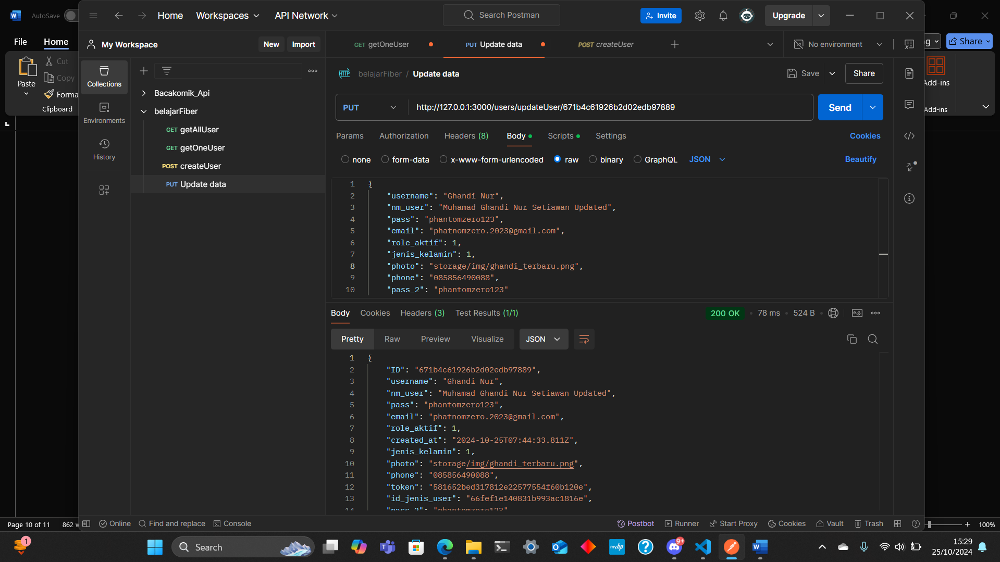 AutoSave
Home
Workspaces
API Network
Search Postman
Invite
Upgrade
File
Home
Share
My Workspace
New
Import
GET getOneUser
PUT Update data
POST createUser
No environment
Paste
Cut
Copy
Forma
Clipboard
Add-ins
Add-ins
Collections
Environments
History
Bacakomik_Api
belajarFiber
GET getAllUser
GET getOneUser
POST createUser
PUT Update data
HTTP
belajarFiber / Update data
Save
Share
PUT
http://127.0.0.1:3000/users/updateUser/671b4c61926b2d02edb97889
Send
Params
Authorization
Headers (8)
Body
Scripts
Settings
Cookies
none
form-data
x-www-form-urlencoded
raw
binary
GraphQL
JSON
Beautify
1 {
2 "username": "Ghandi Nur",
3 "nm_user": "Muhamad Ghandi Nur Setiawan Updated",
4 "pass": "phantomzero123",
5 "email": "phatnomzero.2023@gmail.com",
6 "role_aktif": 1,
7 "jenis_kelamin": 1,
8 "photo": "storage/img/ghandi_terbaru.png",
9 "phone": "085856490088",
10 "pass_2": "phantomzero123"
Body
Cookies
Headers (3)
Test Results (1/1)
200 OK
78 ms
524 B
e.g.
Pretty
Raw
Preview
Visualize
JSON
1 {
2 "ID": "671b4c61926b2d02edb97889",
3 "username": "Ghandi Nur",
4 "nm_user": "Muhamad Ghandi Nur Setiawan Updated",
5 "pass": "phantomzero123",
6 "email": "phatnomzero.2023@gmail.com",
7 "role_aktif": 1,
8 "created_at": "2024-10-25T07:44:33.811Z",
9 "jenis_kelamin": 1,
10 "photo": "storage/img/ghandi_terbaru.png",
11 "phone": "085856490088",
12 "token": "581652bed317812e22577554f60b120e",
13 "id_jenis_user": "66fef1e140831b993ac1816e",
14 "pass_2": "phantomzero123"
Page 10 of 11
862 w
Online
Find and replace
Console
Postbot
Runner
Start Proxy
Cookies
Vault
Trash
100%
1
Search
myhp
9+
15:29
25/10/2024